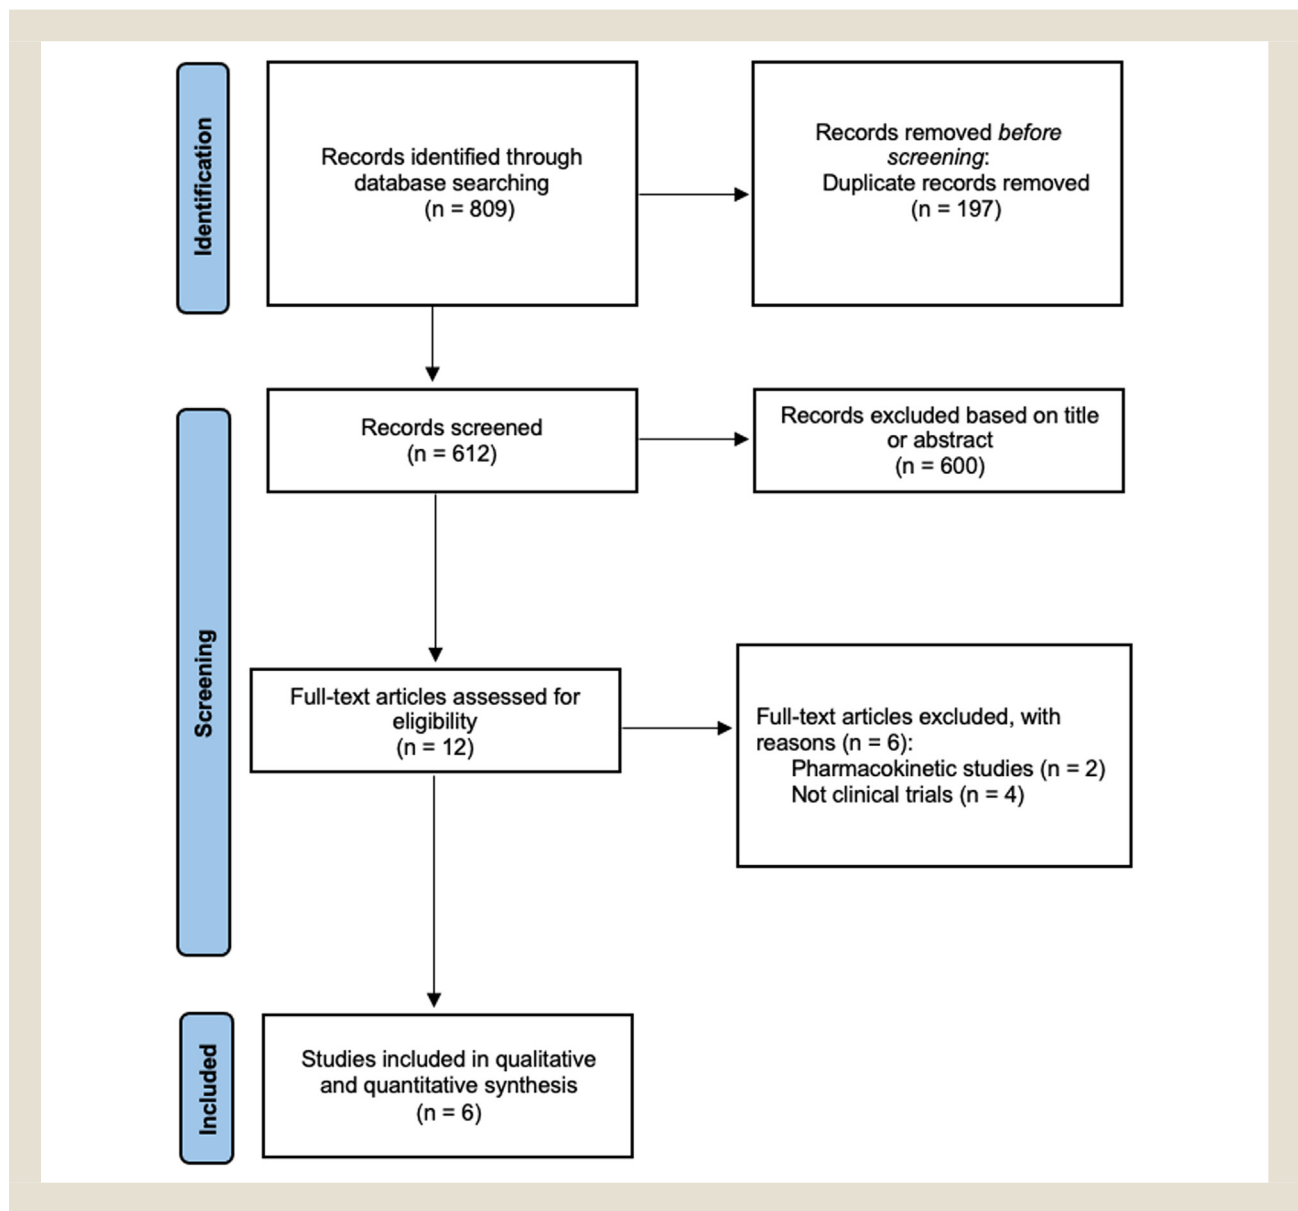 Identification
Records identified through
database searching
(n = 809)
Records removed before
screening:
Duplicate records removed
(n = 197)
Screening
Records screened
(n = 612)
Records excluded based on title
or abstract
(n = 600)
Full-text articles assessed for
eligibility
(n = 12)
Full-text articles excluded, with
reasons (n = 6):
Pharmacokinetic studies (n = 2)
Not clinical trials (n = 4)
Included
Studies included in qualitative
and quantitative synthesis
(n = 6)